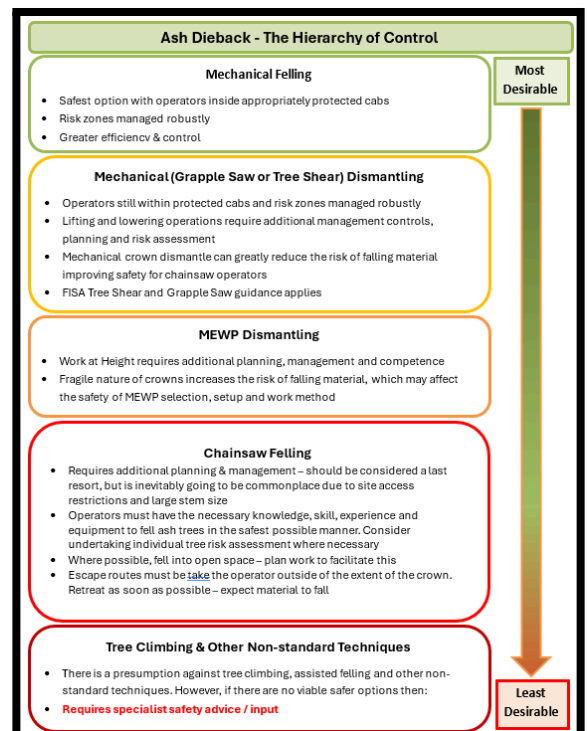 Ash Dieback - The Hierarchy of Control
Mechanical Felling
• Safest option with operators inside appropriately protected cabs
• Risk zones managed robustly
• Greater efficiency & control
Most
Desirable
Mechanical (Grapple Saw or Tree Shear) Dismantling
• Operators still within protected cabs and risk zones managed robustly
• Lifting and lowering operations require additional management controls,
planning and risk assessment
• Mechanical crown dismantle can greatly reduce the risk of falling material
improving safety for chainsaw operators
• FISA Tree Shear and Grapple Saw guidance applies
MEWP Dismantling
• Work at Height requires additional planning, management and competence
• Fragile nature of crowns increases the risk of falling material, which may affect
the safety of MEWP selection, setup and work method
Chainsaw Felling
• Requires additional planning & management – should be considered a last
resort, but is inevitably going to be commonplace due to site access
restrictions and large stem size
• Operators must have the necessary knowledge, skill, experience and
equipment to fell ash trees in the safest possible manner. Consider
undertaking individual tree risk assessment where necessary
• Where possible, fell into open space – plan work to facilitate this
• Escape routes must be take the operator outside of the extent of the crown.
Retreat as soon as possible – expect material to fall
Tree Climbing & Other Non-standard Techniques
• There is a presumption against tree climbing, assisted felling and other non-
standard techniques. However, if there are no viable safer options then:
• Requires specialist safety advice / input
Least
Desirable